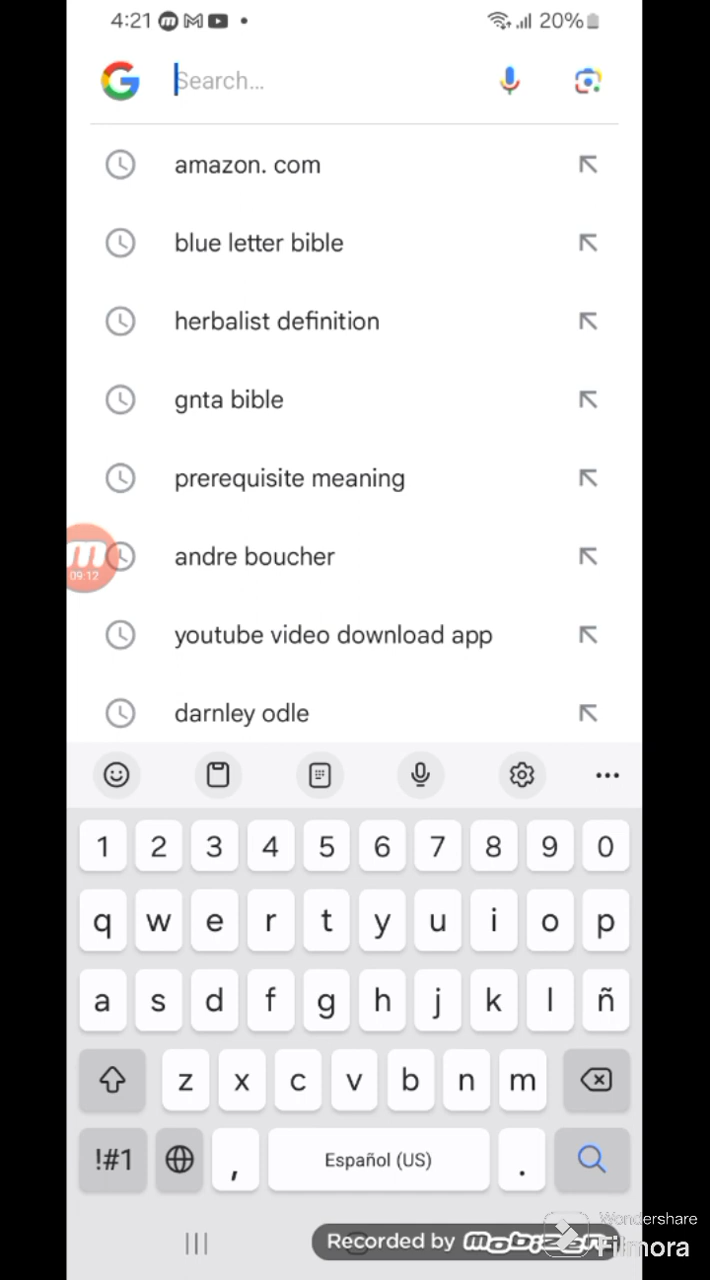 4:21
20%
Search...
amazon. com
blue letter bible
herbalist definition
gnta bible
prerequisite meaning
m
09:12
andre boucher
youtube video download app
darnley odle
1 2 3 4 5 6 7 8 9 0
q w e r t y u i o p
a s d f g h j k l ñ
z x c v b n m
!#1 , Español (US) .
Recorded by mobizen
Wondershare
Filmora